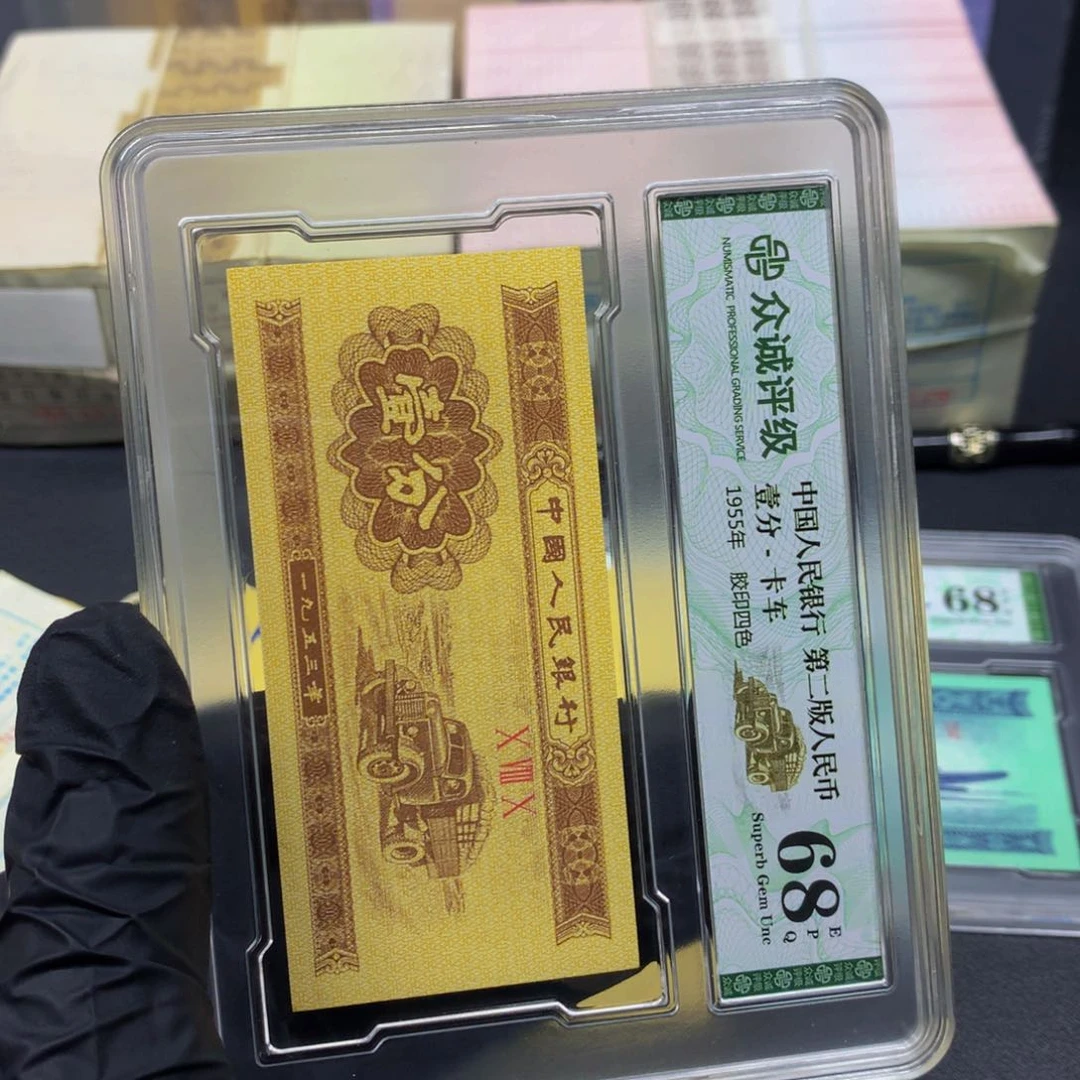 众诚评级
NUMISMATIC PROFESSIONAL GRADING SERVICE
中国人民银行 第二版人民币
壹分 - 卡车
1955年 胶印四色
68 EPQ
Superb Gem Unc
中國人民銀行
X VIII X
壹分
一九五三年
68